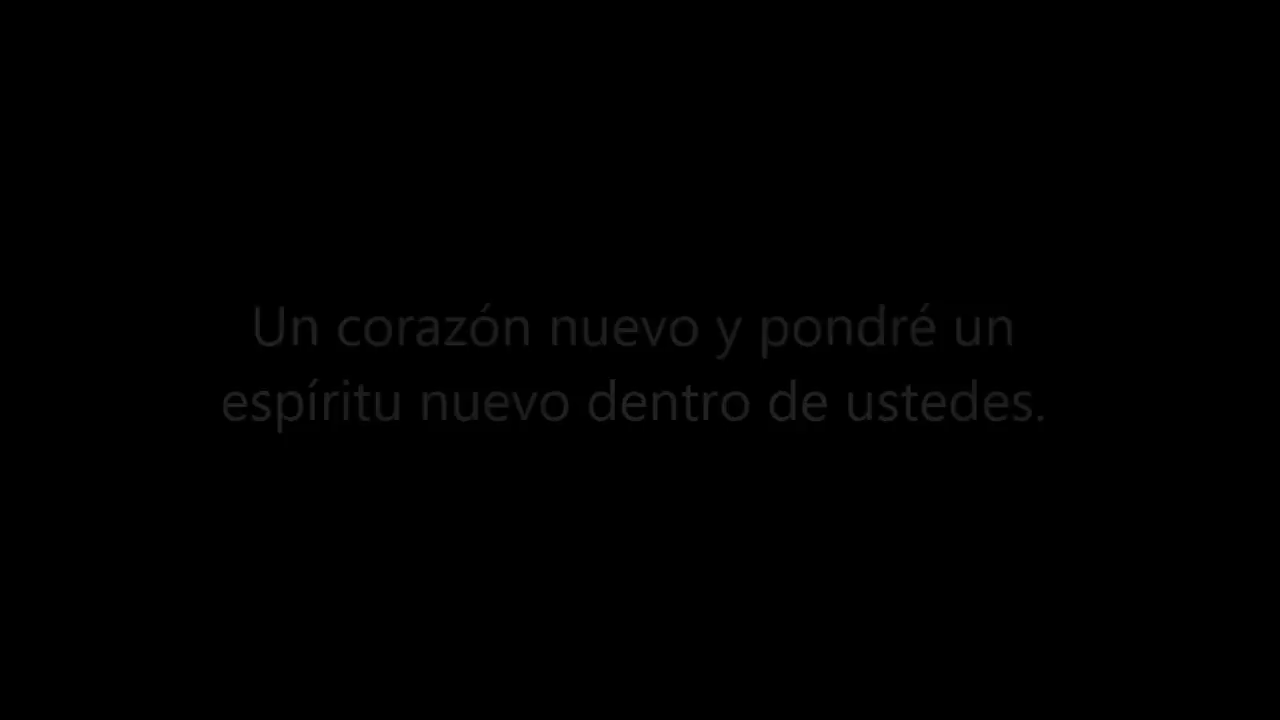 Un corazón nuevo y pondré un
espíritu nuevo dentro de ustedes.